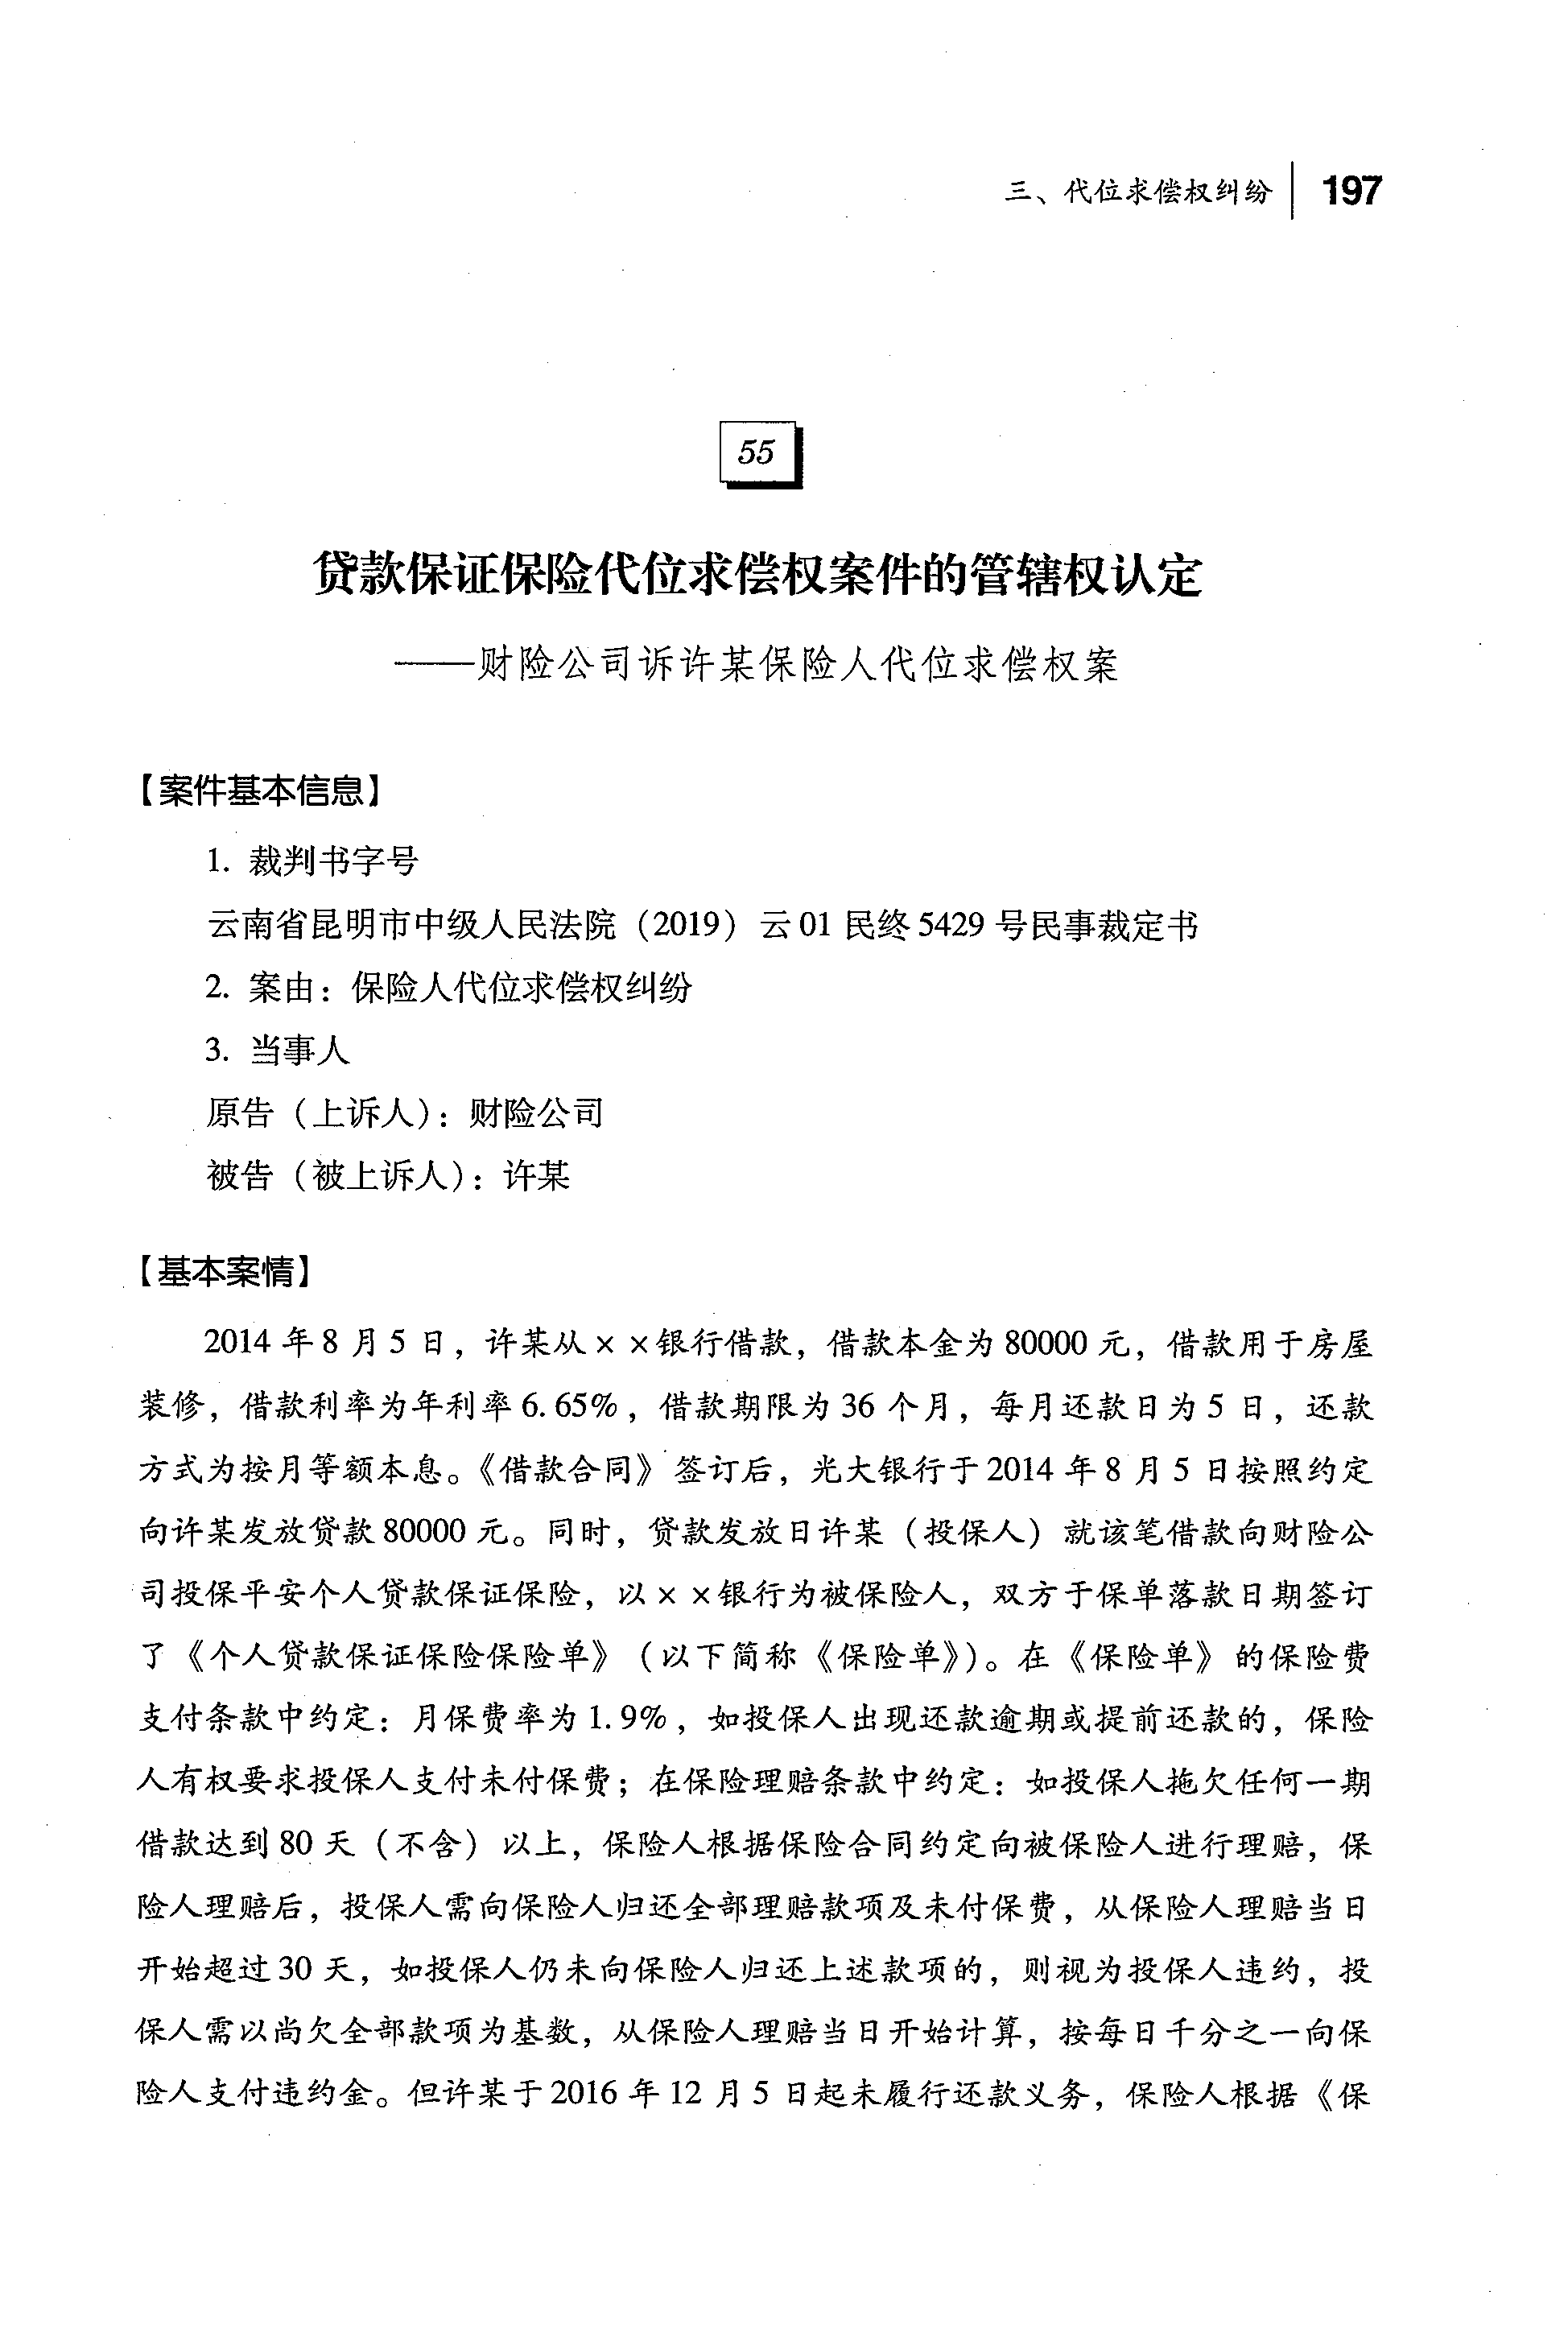 三、代位求偿权纠纷 197
55
贷款保证保险代位求偿权案件的管辖权认定
——财险公司诉许某保险人代位求偿权案
【案件基本信息】
1. 裁判书字号
云南省昆明市中级人民法院（2019）云01民终5429号民事裁定书
2. 案由：保险人代位求偿权纠纷
3. 当事人
原告（上诉人）：财险公司
被告（被上诉人）：许某
【基本案情】
2014年8月5日，许某从××银行借款，借款本金为80000元，借款用于房屋
装修，借款利率为年利率6.65%，借款期限为36个月，每月还款日为5日，还款
方式为按月等额本息。《借款合同》签订后，光大银行于2014年8月5日按照约定
向许某发放贷款80000元。同时，贷款发放日许某（投保人）就该笔借款向财险公
司投保平安个人贷款保证保险，以××银行为被保险人，双方于保单落款日期签订
了《个人贷款保证保险保险单》（以下简称《保险单》）。在《保险单》的保险费
支付条款中约定：月保费率为1.9%，如投保人出现还款逾期或提前还款的，保险
人有权要求投保人支付未付保费；在保险理赔条款中约定：如投保人拖欠任何一期
借款达到80天（不含）以上，保险人根据保险合同约定向被保险人进行理赔，保
险人理赔后，投保人需向保险人归还全部理赔款项及未付保费，从保险人理赔当日
开始超过30天，如投保人仍未向保险人归还上述款项的，则视为投保人违约，投
保人需以尚欠全部款项为基数，从保险人理赔当日开始计算，按每日千分之一向保
险人支付违约金。但许某于2016年12月5日起未履行还款义务，保险人根据《保